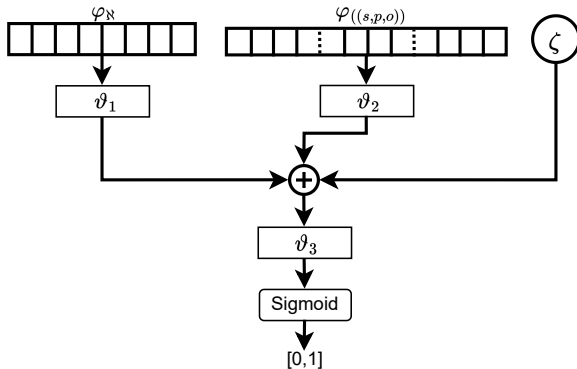 φ_ℵ
φ_((s,p,o))
ζ
ϑ_1
ϑ_2
+
ϑ_3
Sigmoid
[0,1]